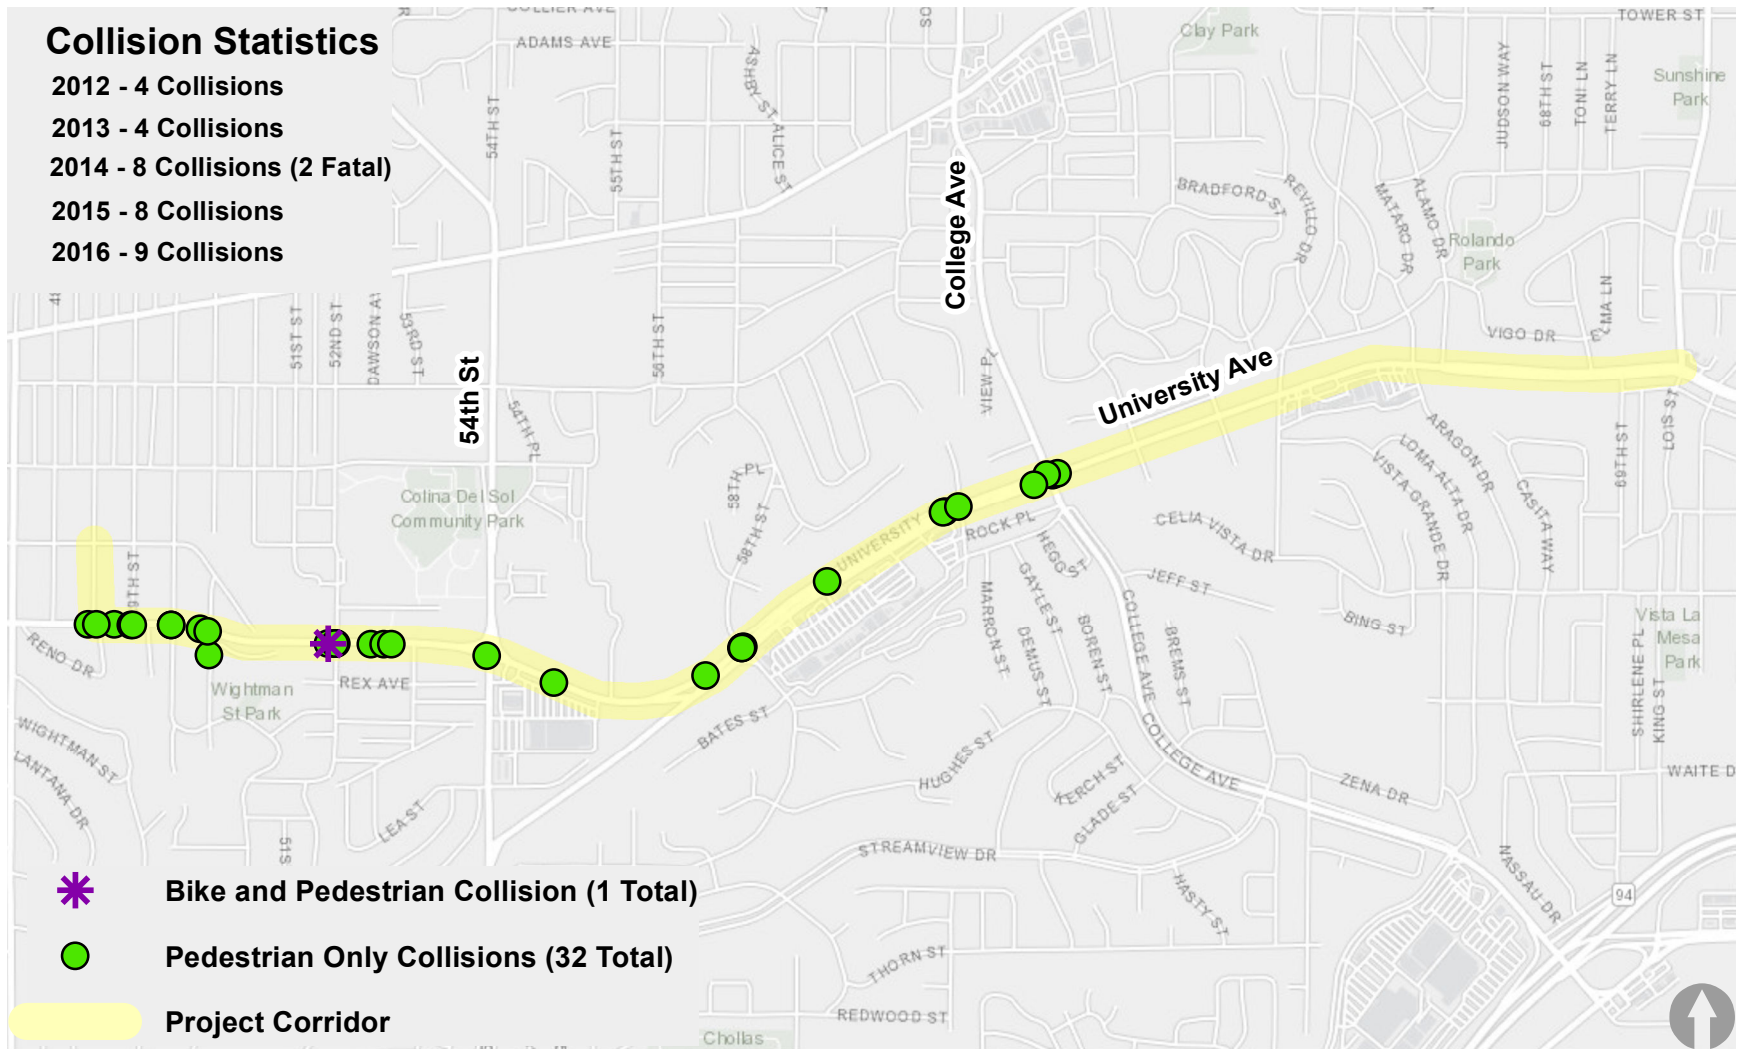 Collision Statistics
2012 - 4 Collisions
2013 - 4 Collisions
2014 - 8 Collisions (2 Fatal)
2015 - 8 Collisions
2016 - 9 Collisions
COLLIER AVE
ADAMS AVE
54TH ST
55TH ST
ASHBY ST
ALICE ST
College Ave
Clay Park
TOWER ST
JUDSON WAY
68TH ST
TONI LN
TERRY LN
Sunshine
Park
BRADFORD ST
REVILLO DR
MATARO DR
ALAMO DR
Rolando
Park
VIGO DR
51ST ST
52ND ST
53RD ST
54th St
54TH PL
56TH ST
VIEW PL
University Ave
58TH PL
58TH ST
Colina Del Sol
Community Park
UNIVERSITY
ROCK PL
HEGG ST
GAYLE ST
MARRON ST
DEMUS ST
BOREN ST
COLLEGE AVE
BREMS ST
CELIA VISTA DR
JEFF ST
BING ST
ARAGON DR
LOMA ALTA DR
VISTA GRANDE DR
CASITA WAY
69TH ST
LOIS ST
Vista La
Mesa
Park
SHIRLENE PL
KING ST
WAITE D
9TH ST
RENO DR
Wightman
St Park
REX AVE
WIGHTMAN ST
LANTANA DR
LEA ST
51S
BATES ST
HUGHES ST
KERCH ST
GLADE ST
COLLEGE AVE
ZENA DR
STREAMVIEW DR
HASTY ST
NASSAU DR
94
THORN ST
REDWOOD ST
Chollas
Bike and Pedestrian Collision (1 Total)
Pedestrian Only Collisions (32 Total)
Project Corridor